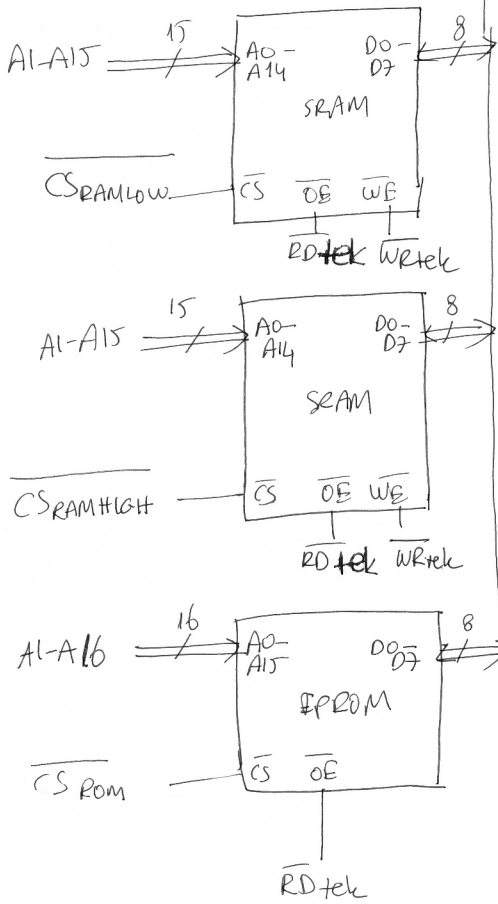 15 8
A1-A15 A0- D0-
A14 D7
SRAM
CSRAMLOW CS OE WE
RDtek WRtek
15 8
A1-A15 A0- D0-
A14 D7
SRAM
CSRAMHIGH CS OE WE
RDtek WRtek
16 8
A1-A16 A0- D0-
A15 D7
EPROM
CSROM CS OE
RDtek